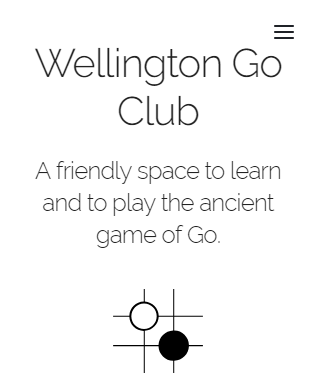 Wellington Go
Club
A friendly space to learn
and to play the ancient
game of Go.